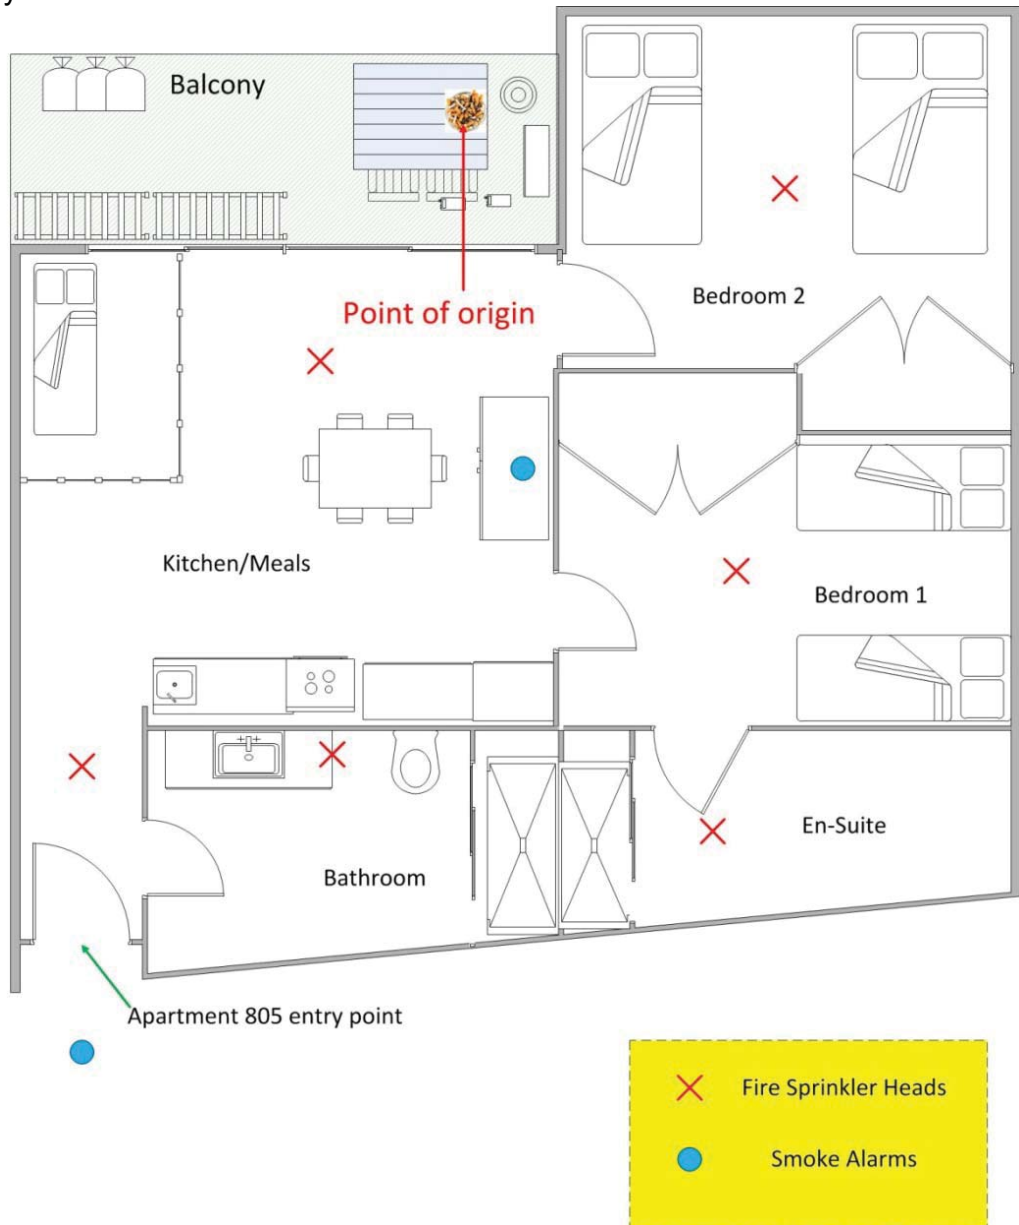 y
Balcony
Point of origin
Bedroom 2
Kitchen/Meals
Bedroom 1
En-Suite
Bathroom
Apartment 805 entry point
Fire Sprinkler Heads
Smoke Alarms